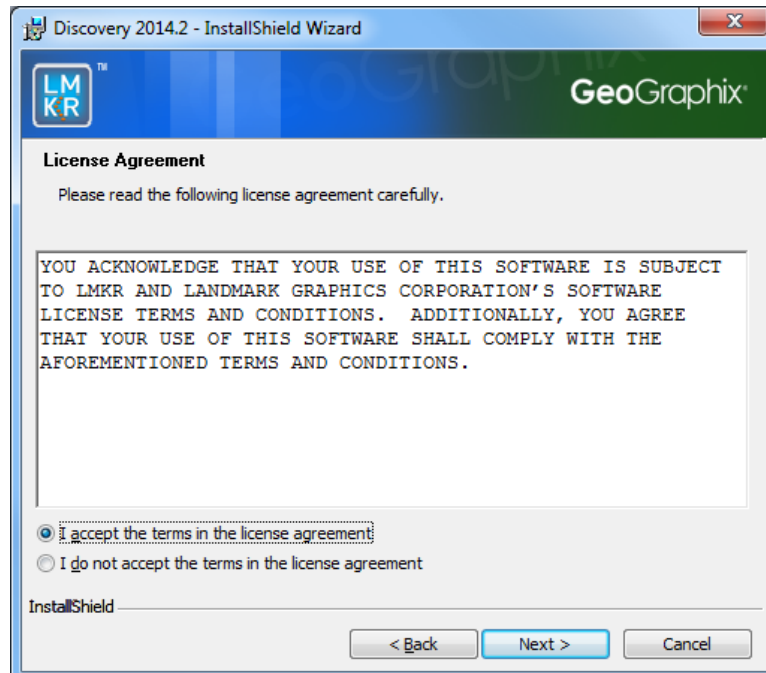 Discovery 2014.2 - InstallShield Wizard
LM
KR
TM
GeoGraphix
GeoGraphix
License Agreement
Please read the following license agreement carefully.
YOU ACKNOWLEDGE THAT YOUR USE OF THIS SOFTWARE IS SUBJECT
TO LMKR AND LANDMARK GRAPHICS CORPORATION’S SOFTWARE
LICENSE TERMS AND CONDITIONS.  ADDITIONALLY, YOU AGREE
THAT YOUR USE OF THIS SOFTWARE SHALL COMPLY WITH THE
AFOREMENTIONED TERMS AND CONDITIONS.
I accept the terms in the license agreement
I do not accept the terms in the license agreement
InstallShield
< Back
Next >
Cancel